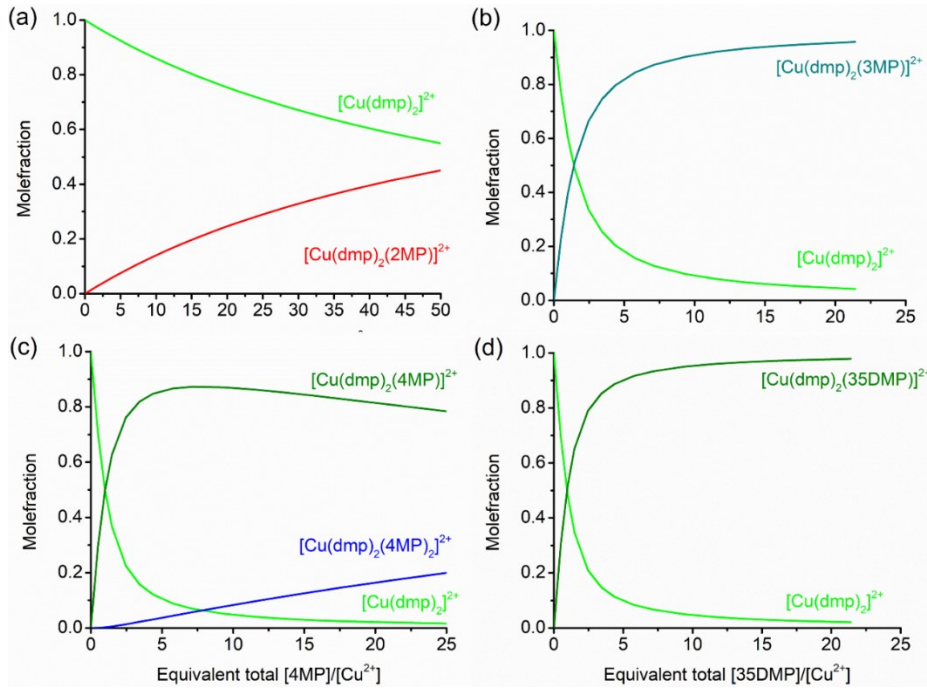 (a)
1.0
0.8
0.6
0.4
0.2
0.0
Molefraction
[Cu(dmp)₂]²⁺
[Cu(dmp)₂(2MP)]²⁺
0 5 10 15 20 25 30 35 40 45 50
(b)
1.0
0.8
0.6
0.4
0.2
0.0
Molefraction
[Cu(dmp)₂(3MP)]²⁺
[Cu(dmp)₂]²⁺
0 5 10 15 20 25
(c)
1.0
0.8
0.6
0.4
0.2
0.0
Molefraction
[Cu(dmp)₂(4MP)]²⁺
[Cu(dmp)₂(4MP)₂]²⁺
[Cu(dmp)₂]²⁺
0 5 10 15 20 25
Equivalent total [4MP]/[Cu²⁺]
(d)
1.0
0.8
0.6
0.4
0.2
0.0
Molefraction
[Cu(dmp)₂(35DMP)]²⁺
[Cu(dmp)₂]²⁺
0 5 10 15 20 25
Equivalent total [35DMP]/[Cu²⁺]